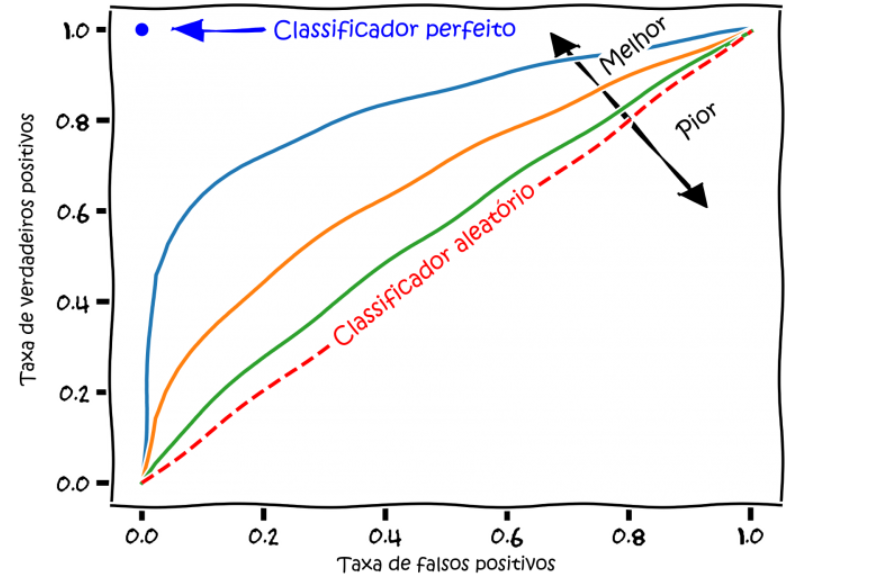 Classificador perfeito
Melhor
Pior
Classificador aleatório
Taxa de verdadeiros positivos
1.0
0.8
0.6
0.4
0.2
0.0
0.0 0.2 0.4 0.6 0.8 1.0
Taxa de falsos positivos